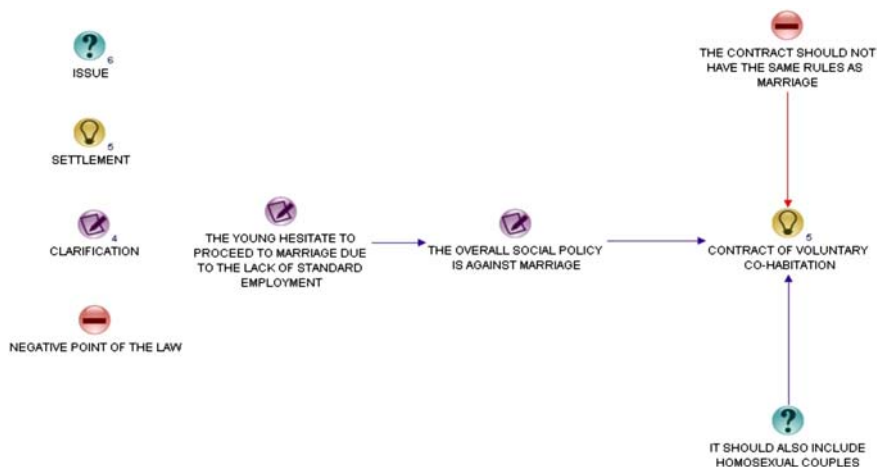 6
ISSUE
5
SETTLEMENT
4
CLARIFICATION
NEGATIVE POINT OF THE LAW
THE YOUNG HESITATE TO
PROCEED TO MARRIAGE DUE
TO THE LACK OF STANDARD
EMPLOYMENT
THE OVERALL SOCIAL POLICY
IS AGAINST MARRIAGE
THE CONTRACT SHOULD NOT
HAVE THE SAME RULES AS
MARRIAGE
5
CONTRACT OF VOLUNTARY
CO-HABITATION
IT SHOULD ALSO INCLUDE
HOMOSEXUAL COUPLES